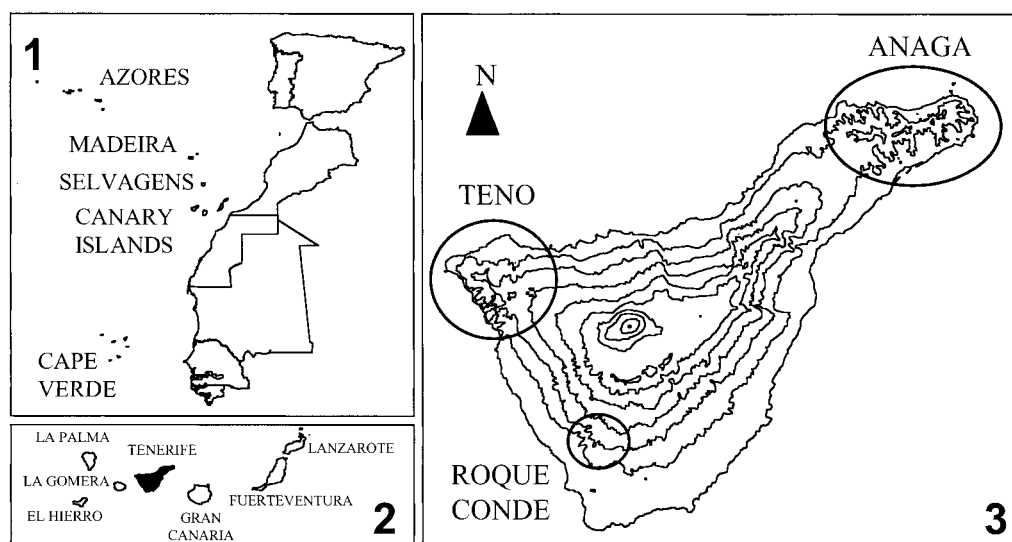 1
AZORES
MADEIRA
SELVAGENS
CANARY
ISLANDS
CAPE
VERDE
LA PALMA
TENERIFE
LANZAROTE
LA GOMERA
FUERTEVENTURA
EL HIERRO
GRAN
CANARIA
2
ANAGA
N
TENO
ROQUE
CONDE
3